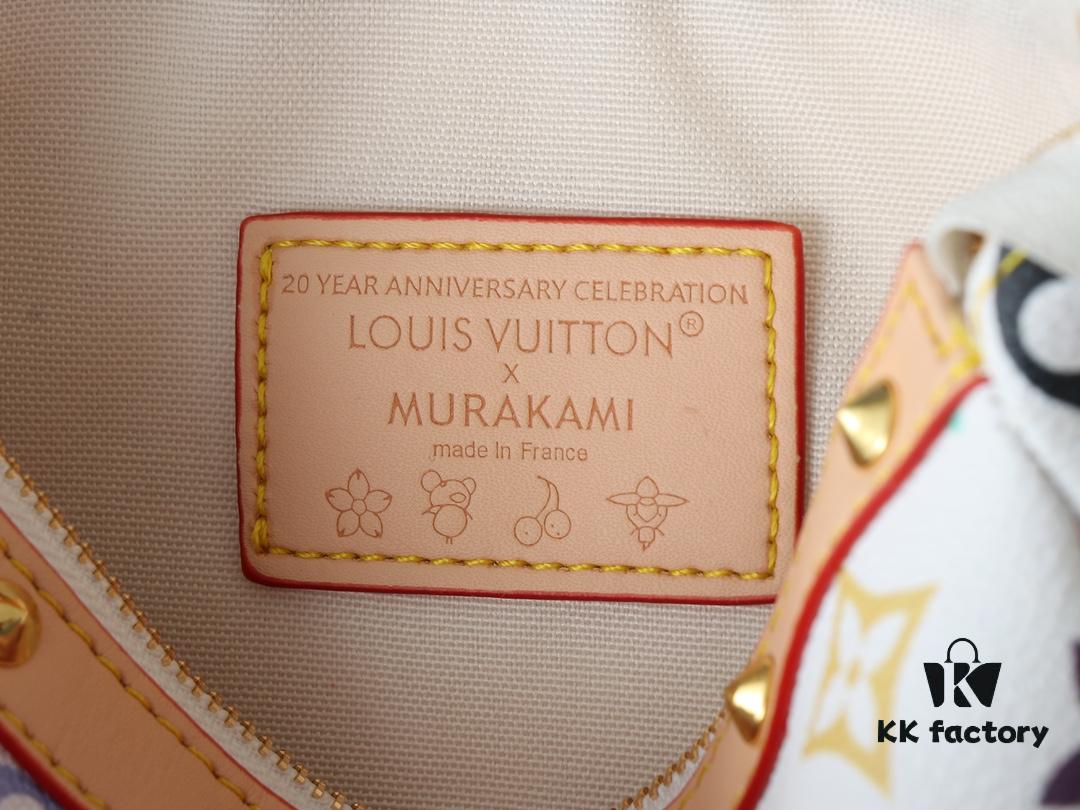 20 YEAR ANNIVERSARY CELEBRATION
LOUIS VUITTON®
X
MURAKAMI
made In France
KK factory